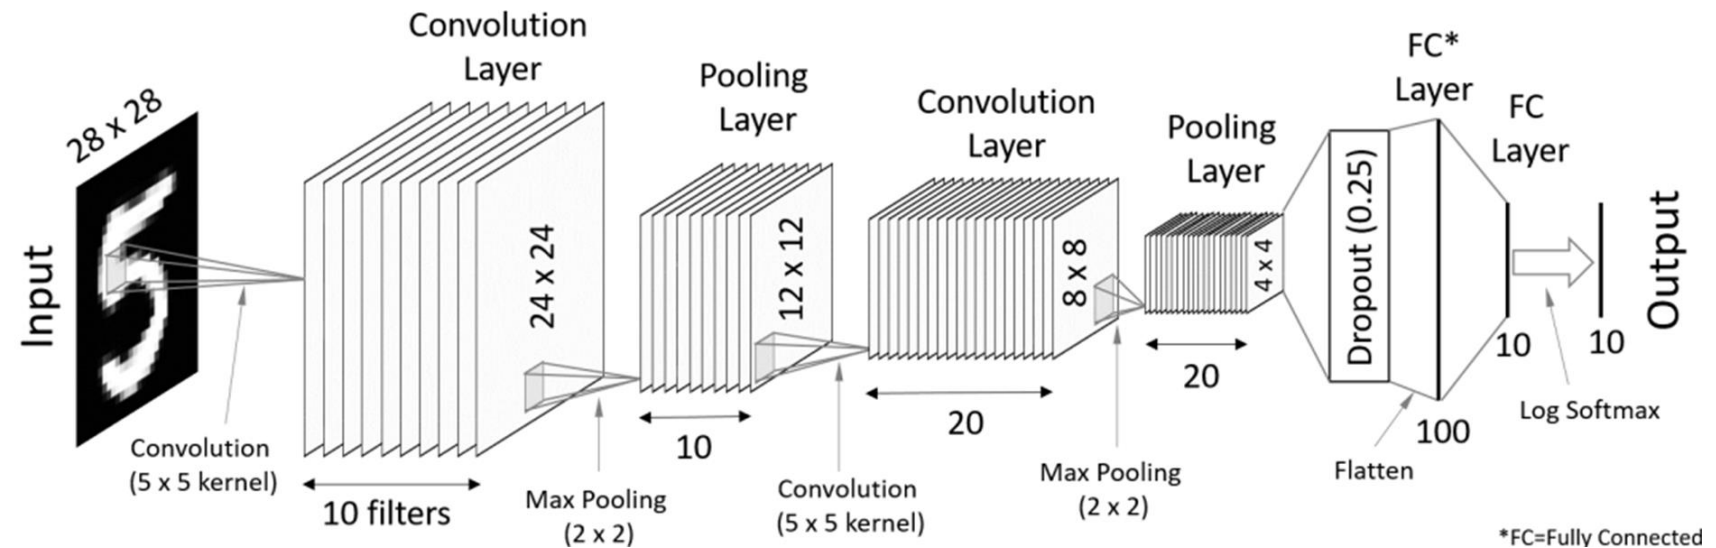 Input
28 x 28
Convolution
(5 x 5 kernel)
Convolution
Layer
24 x 24
10 filters
Max Pooling
(2 x 2)
Pooling
Layer
12 x 12
10
Convolution
(5 x 5 kernel)
Convolution
Layer
8 x 8
20
Max Pooling
(2 x 2)
Pooling
Layer
4 x 4
20
Dropout (0.25)
Flatten
FC*
Layer
100
FC
Layer
10
Log Softmax
10
Output
*FC=Fully Connected